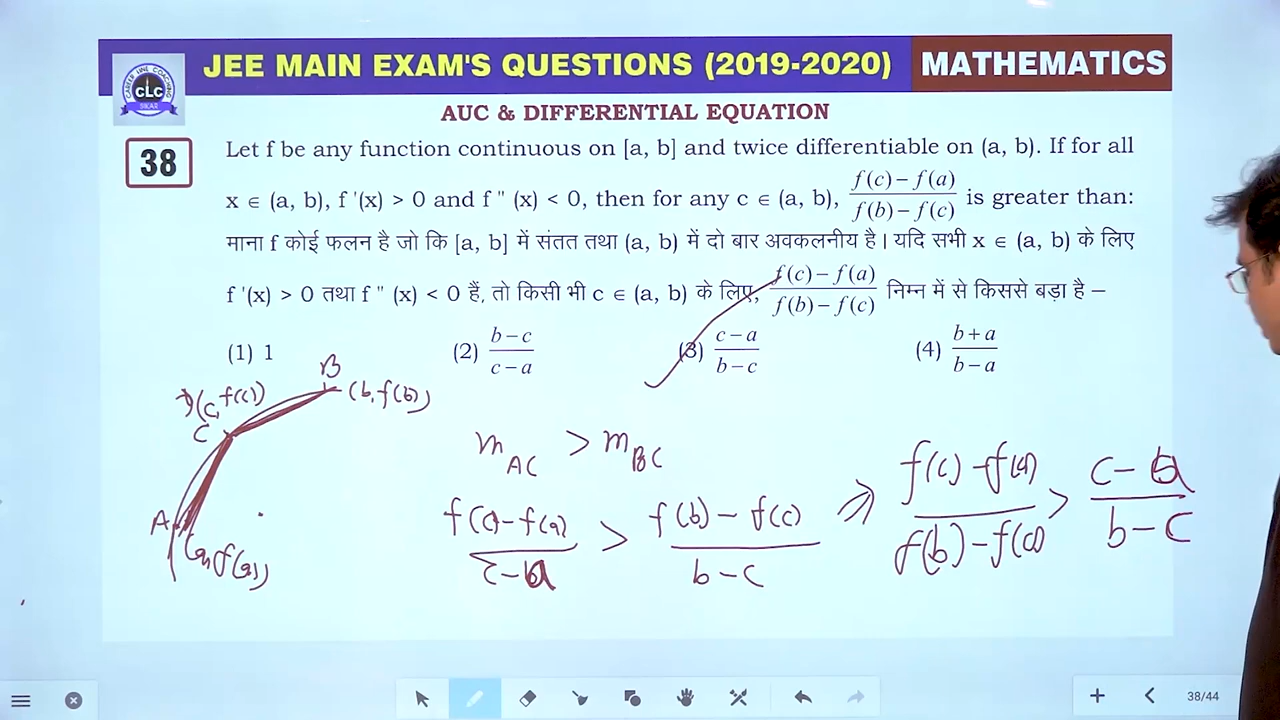 JEE MAIN EXAM'S QUESTIONS (2019-2020) MATHEMATICS
CLC
SIKAR
AUC & DIFFERENTIAL EQUATION
38
Let f be any function continuous on [a, b] and twice differentiable on (a, b). If for all
x ∈ (a, b), f '(x) > 0 and f " (x) < 0, then for any c ∈ (a, b), (f(c) – f(a))/(f(b) – f(c)) is greater than:
माना f कोई फलन है जो कि [a, b] में संतत तथा (a, b) में दो बार अवकलनीय है। यदि सभी x ∈ (a, b) के लिए
f '(x) > 0 तथा f " (x) < 0 हैं, तो किसी भी c ∈ (a, b) के लिए, (f(c) – f(a))/(f(b) – f(c)) निम्न में से किससे बड़ा है –
(1) 1 (2) (b – c)/(c – a) (3) (c – a)/(b – c) (4) (b + a)/(b – a)
B
(c, f(c)) (b, f(b))
C
A
(a, f(a))
m_AC > m_BC
(f(c) – f(a))/(c – a) > (f(b) – f(c))/(b – c) ⇒ (f(c) – f(a))/(f(b) – f(c)) > (c – a)/(b – c)
38/44